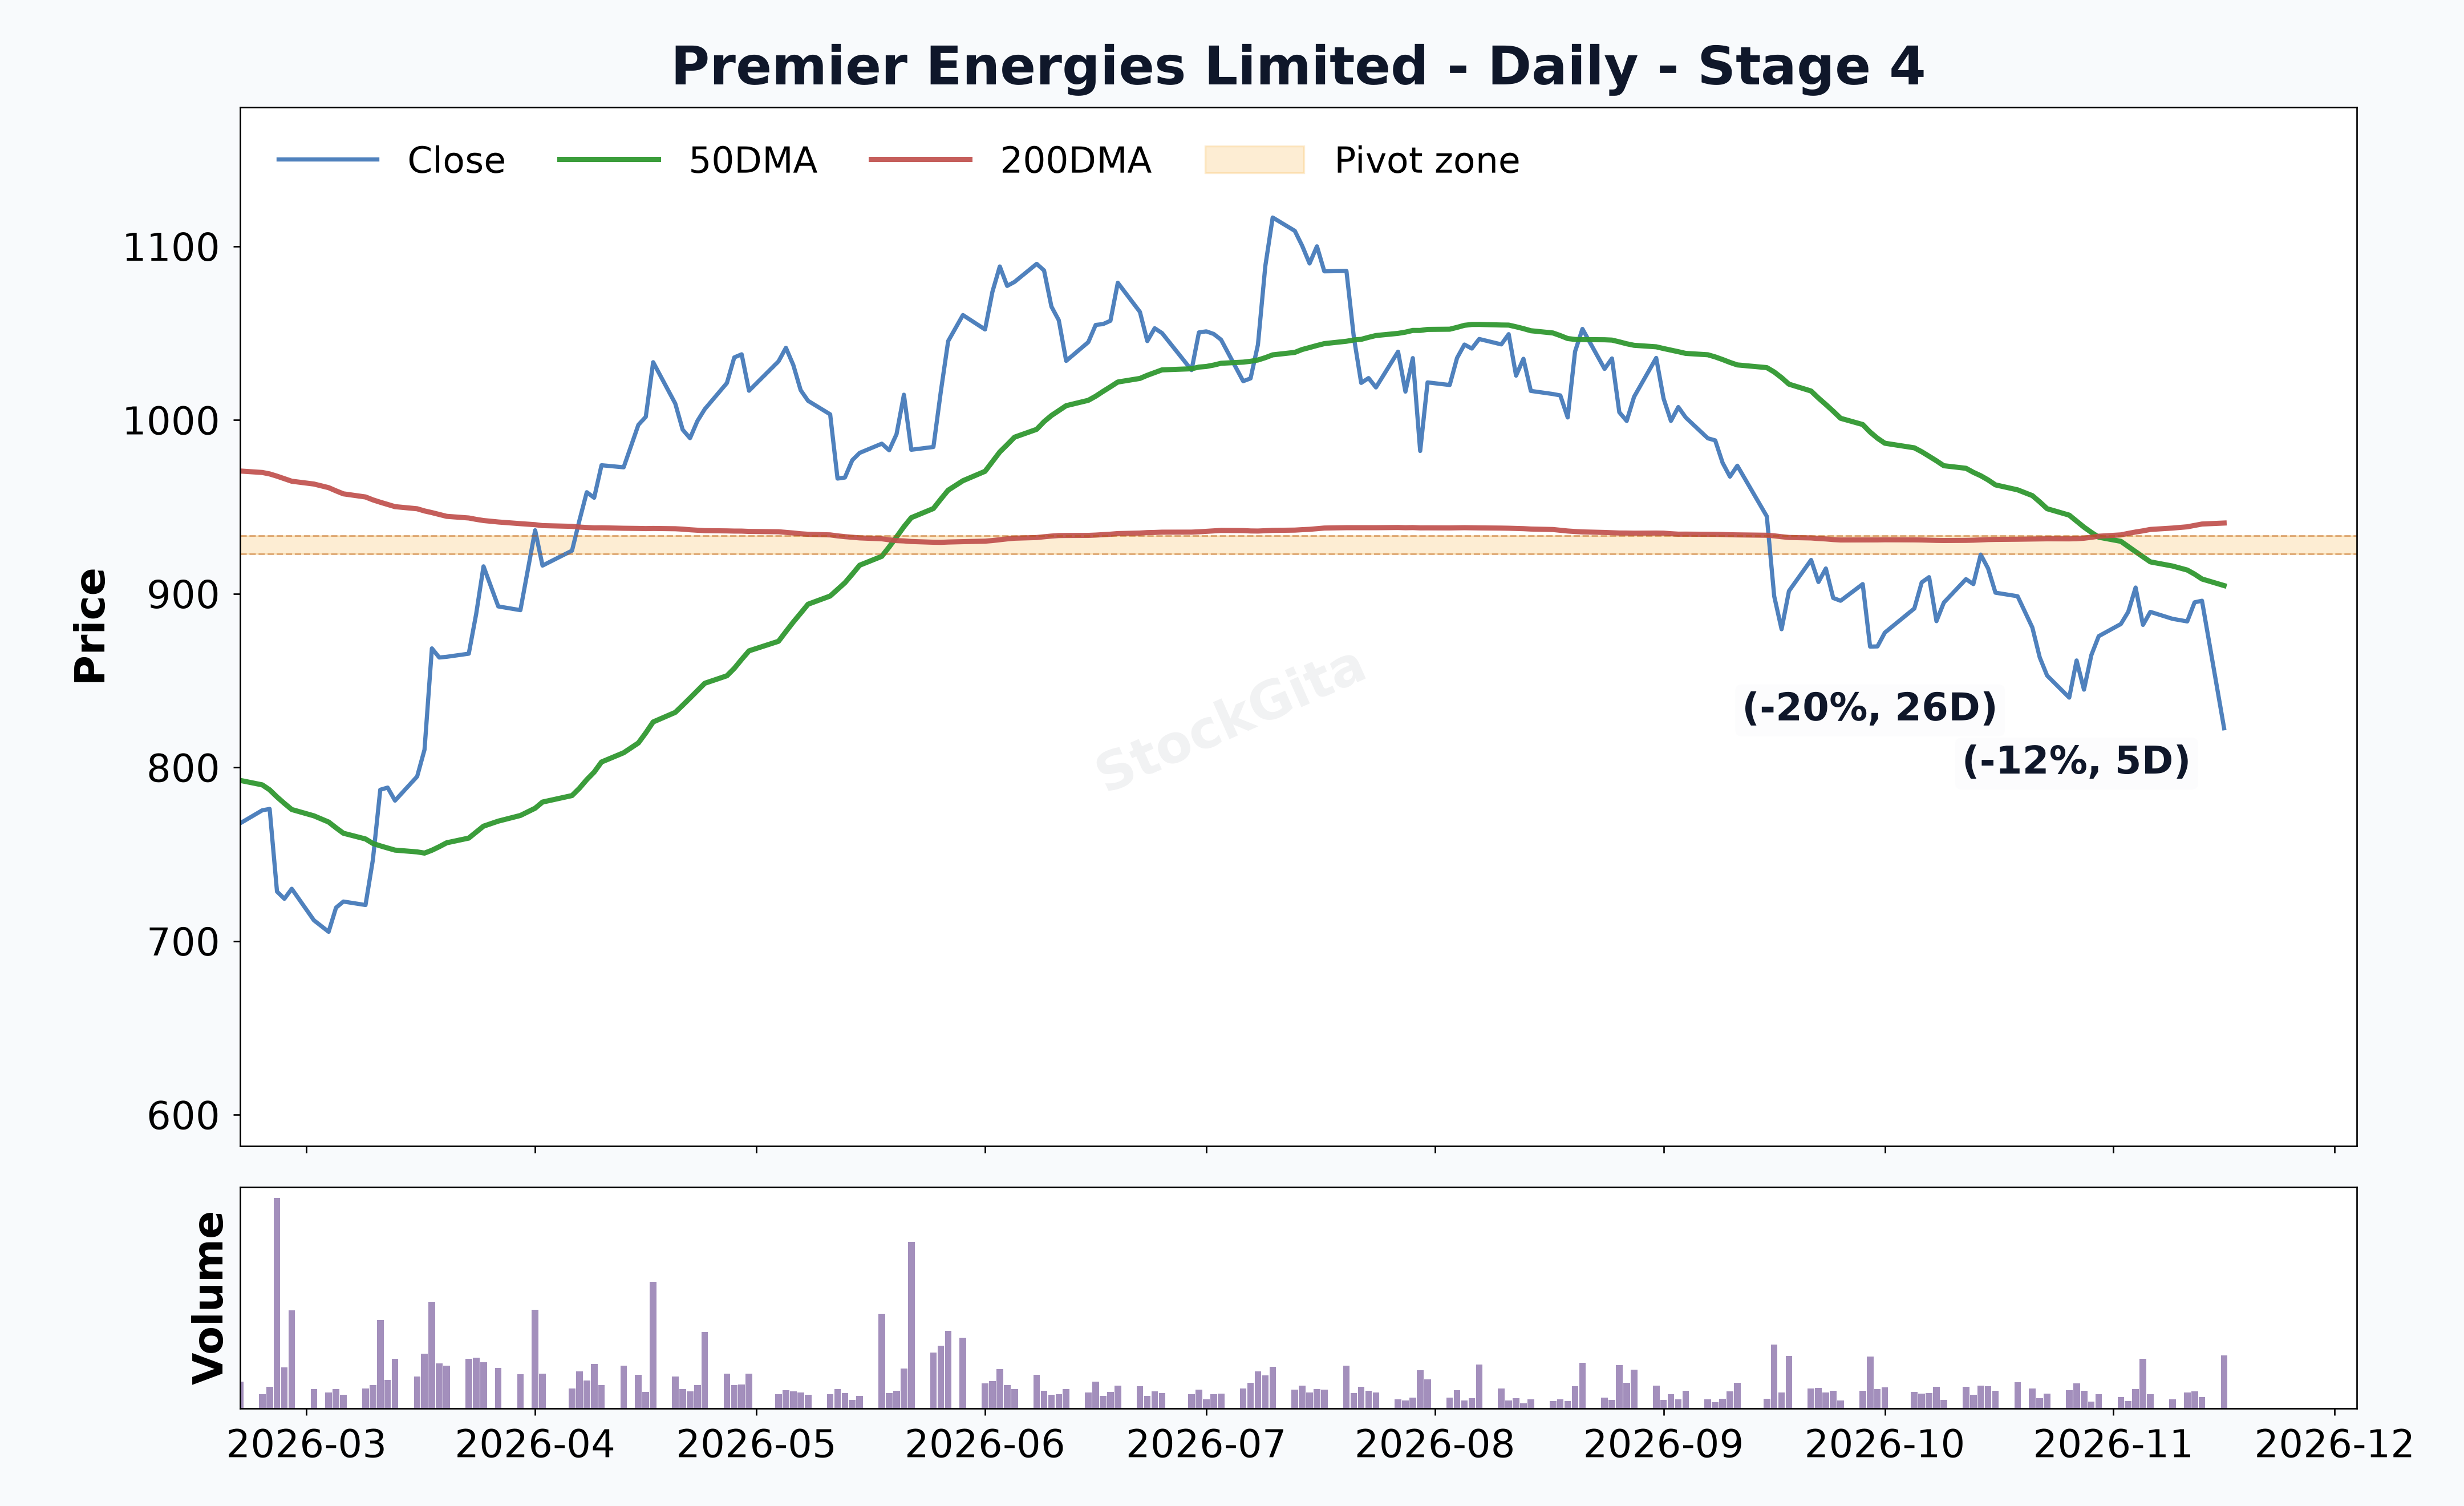 Premier Energies Limited - Daily - Stage 4
Close 50DMA 200DMA Pivot zone
Price
1100
1000
900
800
700
600
StockGita
(-20%, 26D)
(-12%, 5D)
Volume
2026-03 2026-04 2026-05 2026-06 2026-07 2026-08 2026-09 2026-10 2026-11 2026-12